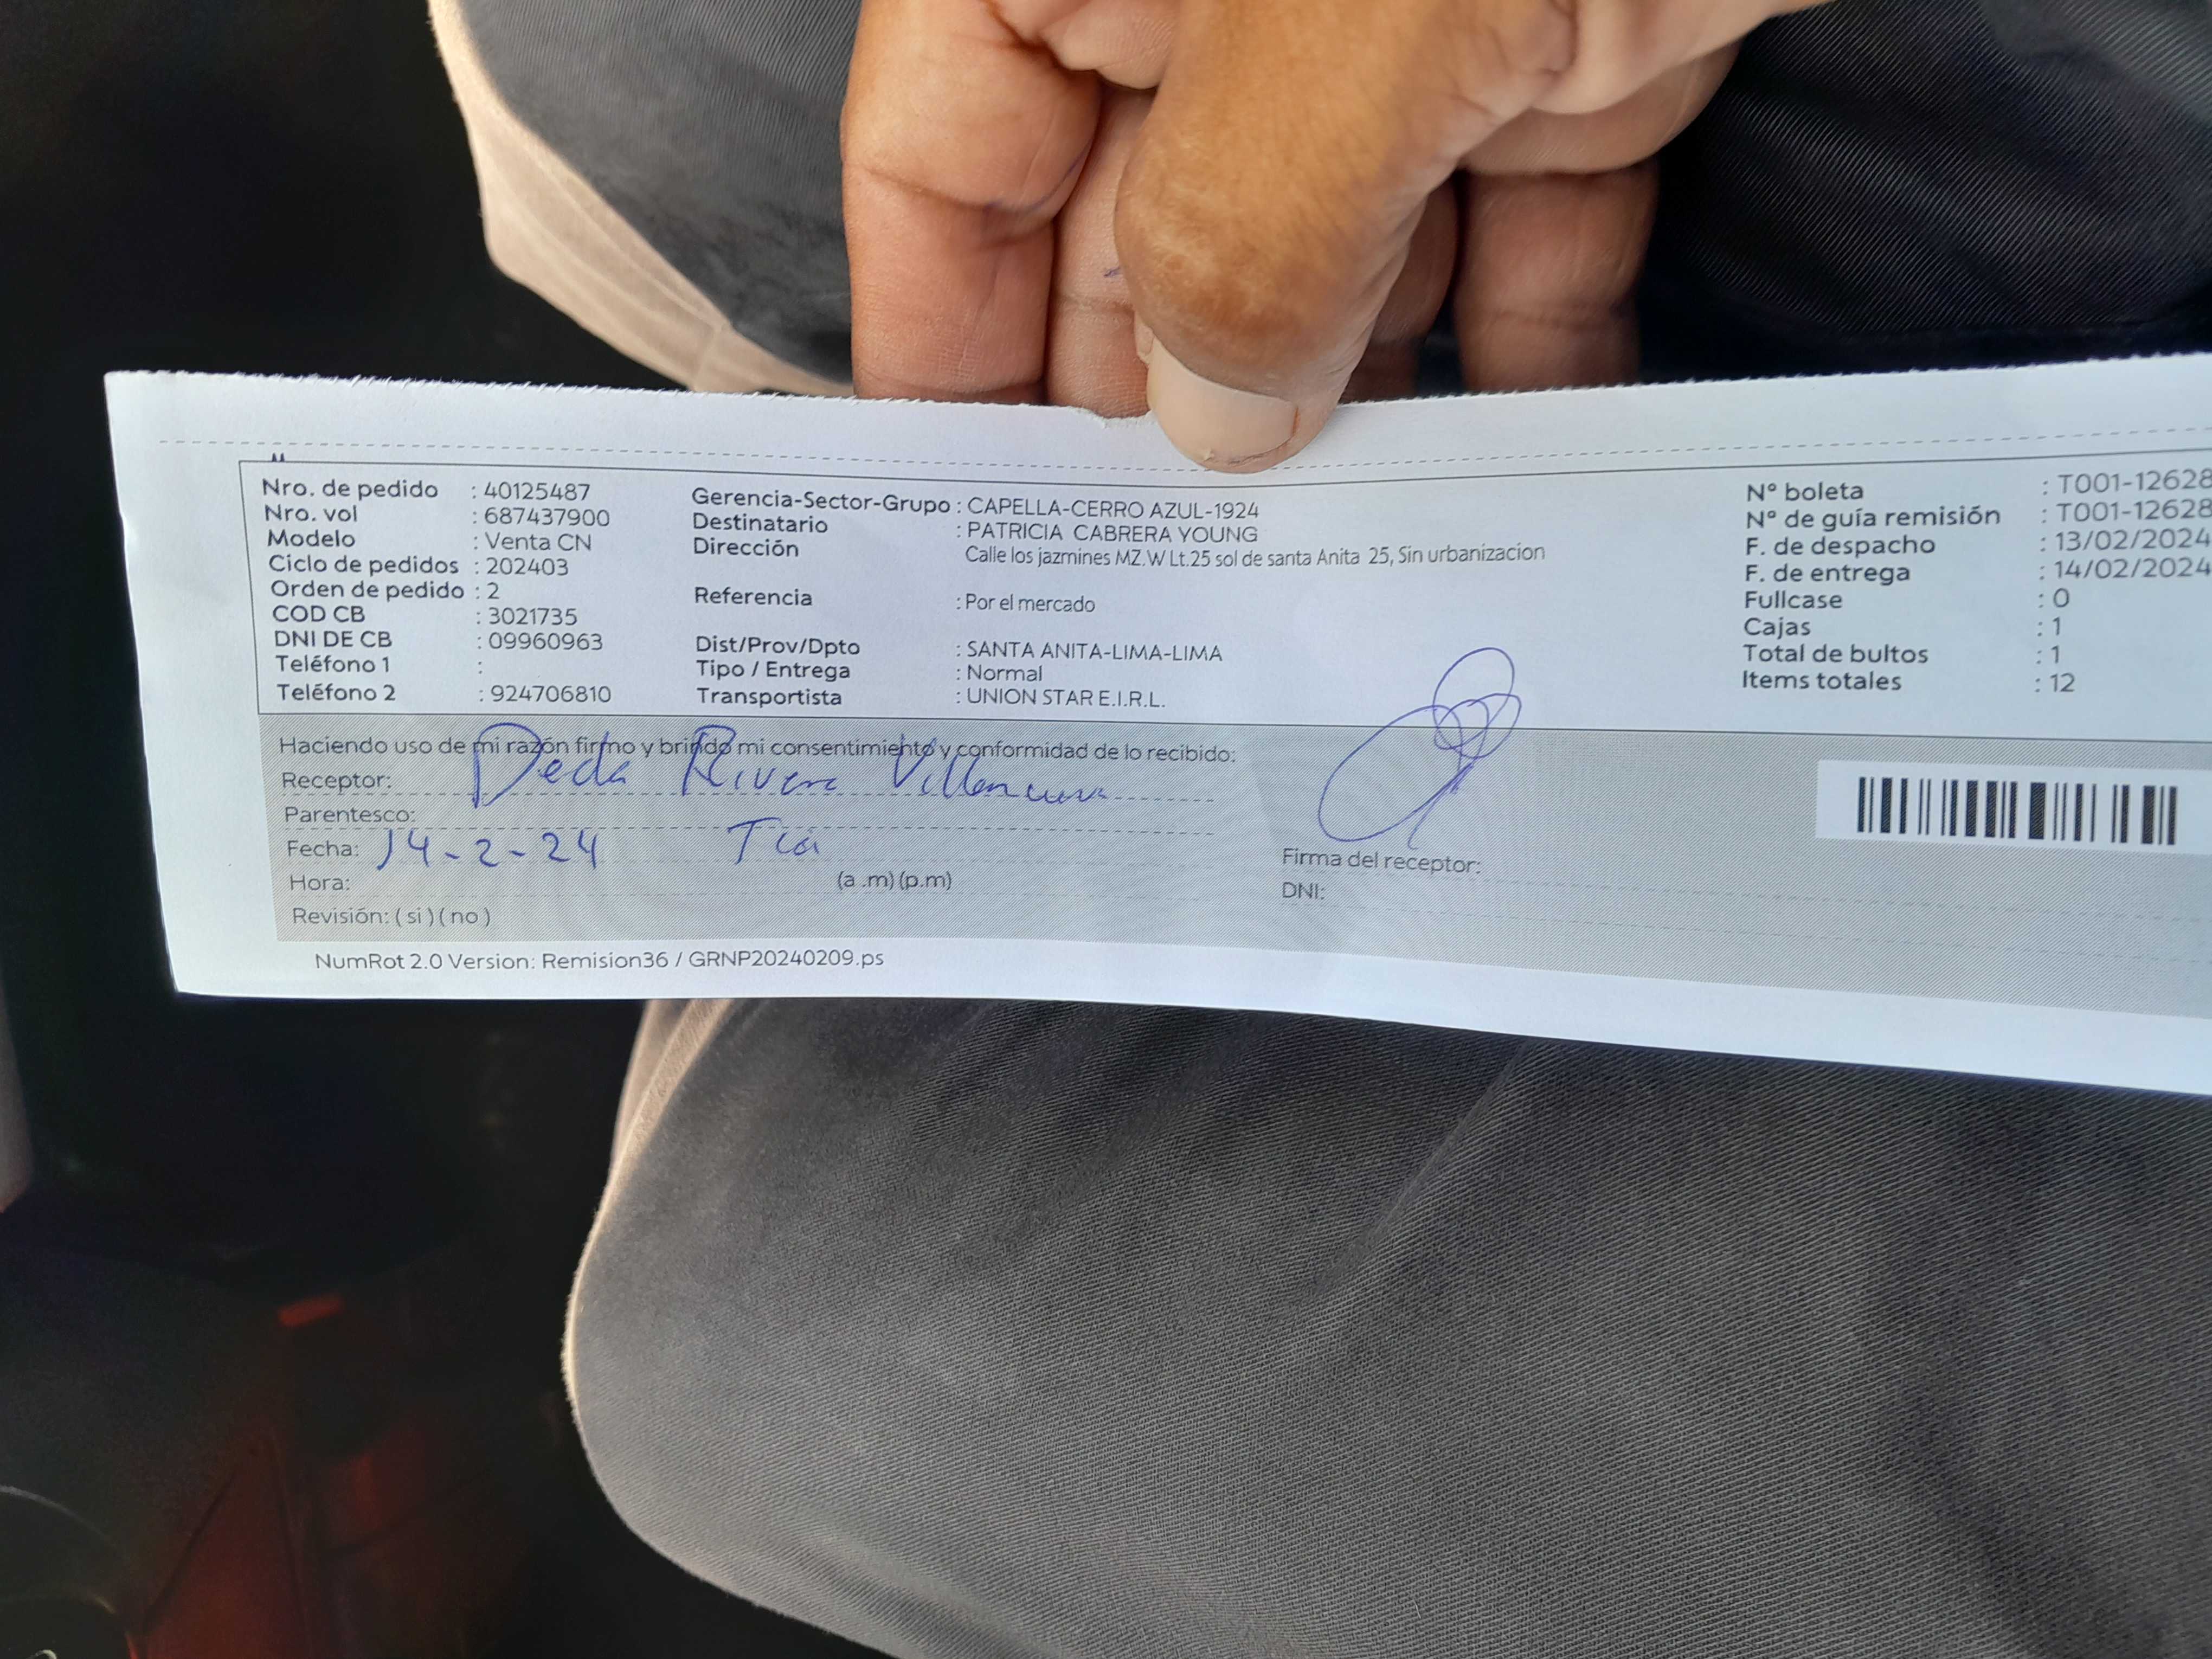 Nro. de pedido : 40125487
Nro. vol : 687437900
Modelo : Venta CN
Ciclo de pedidos : 202403
Orden de pedido : 2
COD CB : 3021735
DNI DE CB : 09960963
Teléfono 1 :
Teléfono 2 : 924706810
Gerencia-Sector-Grupo : CAPELLA-CERRO AZUL-1924
Destinatario : PATRICIA CABRERA YOUNG
Dirección Calle los jazmines MZ.W Lt.25 sol de santa Anita 25, Sin urbanizacion
Referencia : Por el mercado
Dist/Prov/Dpto : SANTA ANITA-LIMA-LIMA
Tipo / Entrega : Normal
Transportista : UNION STAR E.I.R.L.
Nº boleta : T001-12628
Nº de guía remisión : T001-12628
F. de despacho : 13/02/2024
F. de entrega : 14/02/2024
Fullcase : 0
Cajas : 1
Total de bultos : 1
Items totales : 12
Haciendo uso de mi razón firmo y brindo mi consentimiento y conformidad de lo recibido:
Receptor: Rivera Villanueva
Parentesco: Tia
Fecha: 14-2-24
Hora: (a.m)(p.m)
Revisión: ( si ) ( no )
Firma del receptor:
DNI:
NumRot 2.0 Version: Remision36 / GRNP20240209.ps